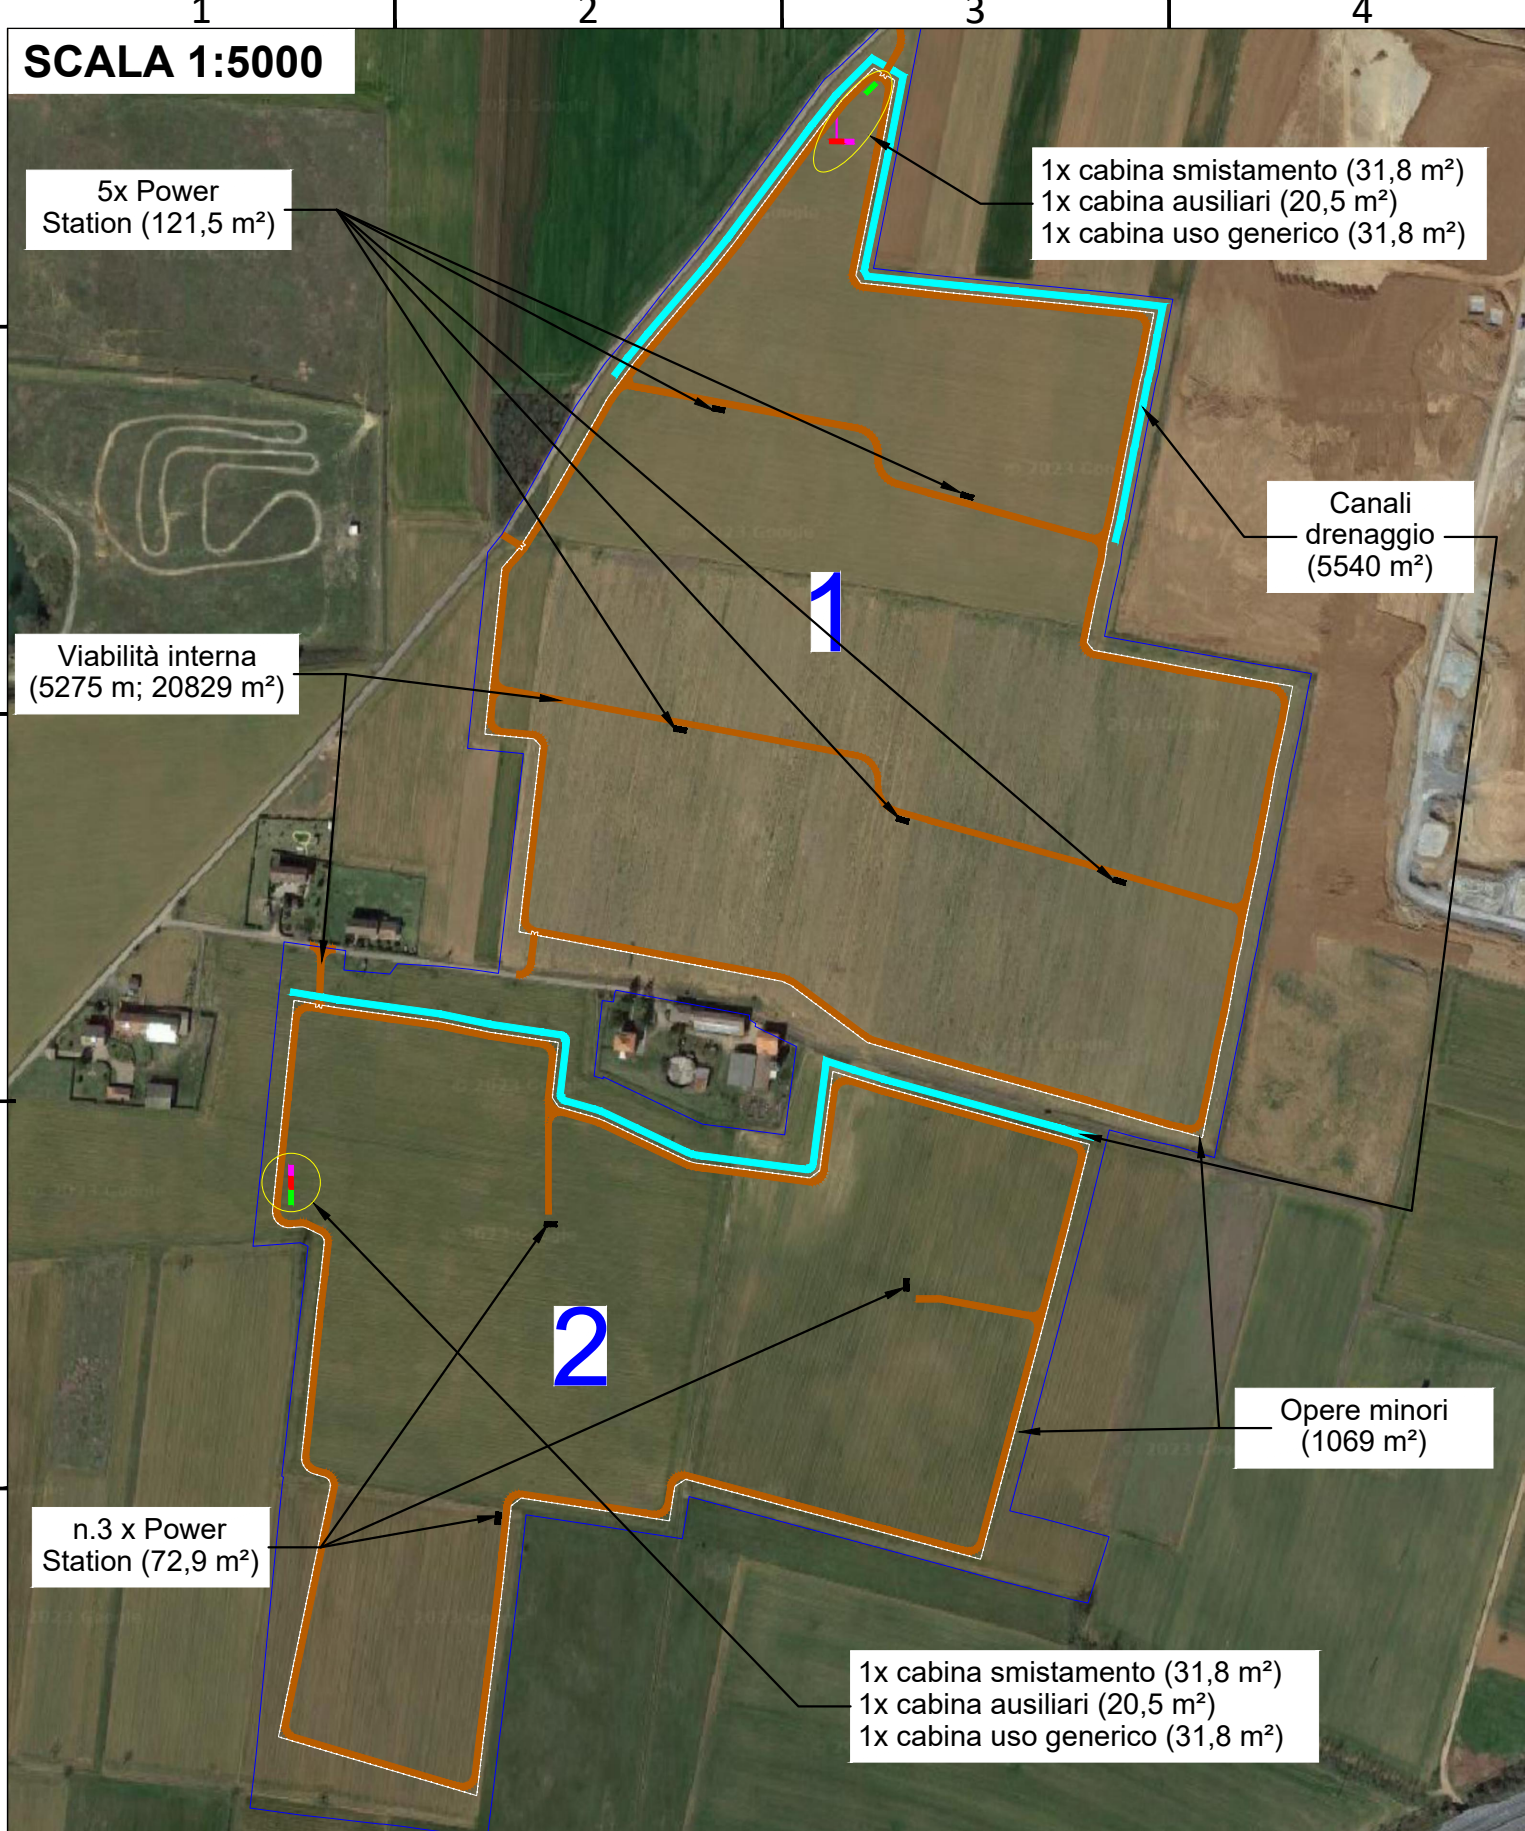 1 2 3 4
SCALA 1:5000
5x Power
Station (121,5 m²)
1x cabina smistamento (31,8 m²)
1x cabina ausiliari (20,5 m²)
1x cabina uso generico (31,8 m²)
Canali
drenaggio
(5540 m²)
1
Viabilità interna
(5275 m; 20829 m²)
2
Opere minori
(1069 m²)
n.3 x Power
Station (72,9 m²)
1x cabina smistamento (31,8 m²)
1x cabina ausiliari (20,5 m²)
1x cabina uso generico (31,8 m²)